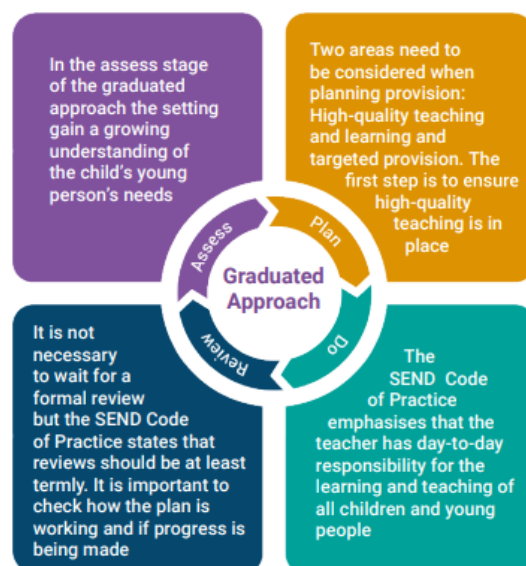 In the assess stage
of the graduated
approach the setting
gain a growing
understanding of
the child's young
person's needs
Two areas need to
be considered when
planning provision:
High-quality teaching
and learning and
targeted provision. The
first step is to ensure
high-quality
teaching is in
place
Assess
Plan
Graduated
Approach
Review
Do
It is not
necessary
to wait for a
formal review
but the SEND Code
of Practice states that
reviews should be at least
termly. It is important to
check how the plan is
working and if progress is
being made
The
SEND Code
of Practice
emphasises that the
teacher has day-to-day
responsibility for the
learning and teaching of
all children and young
people